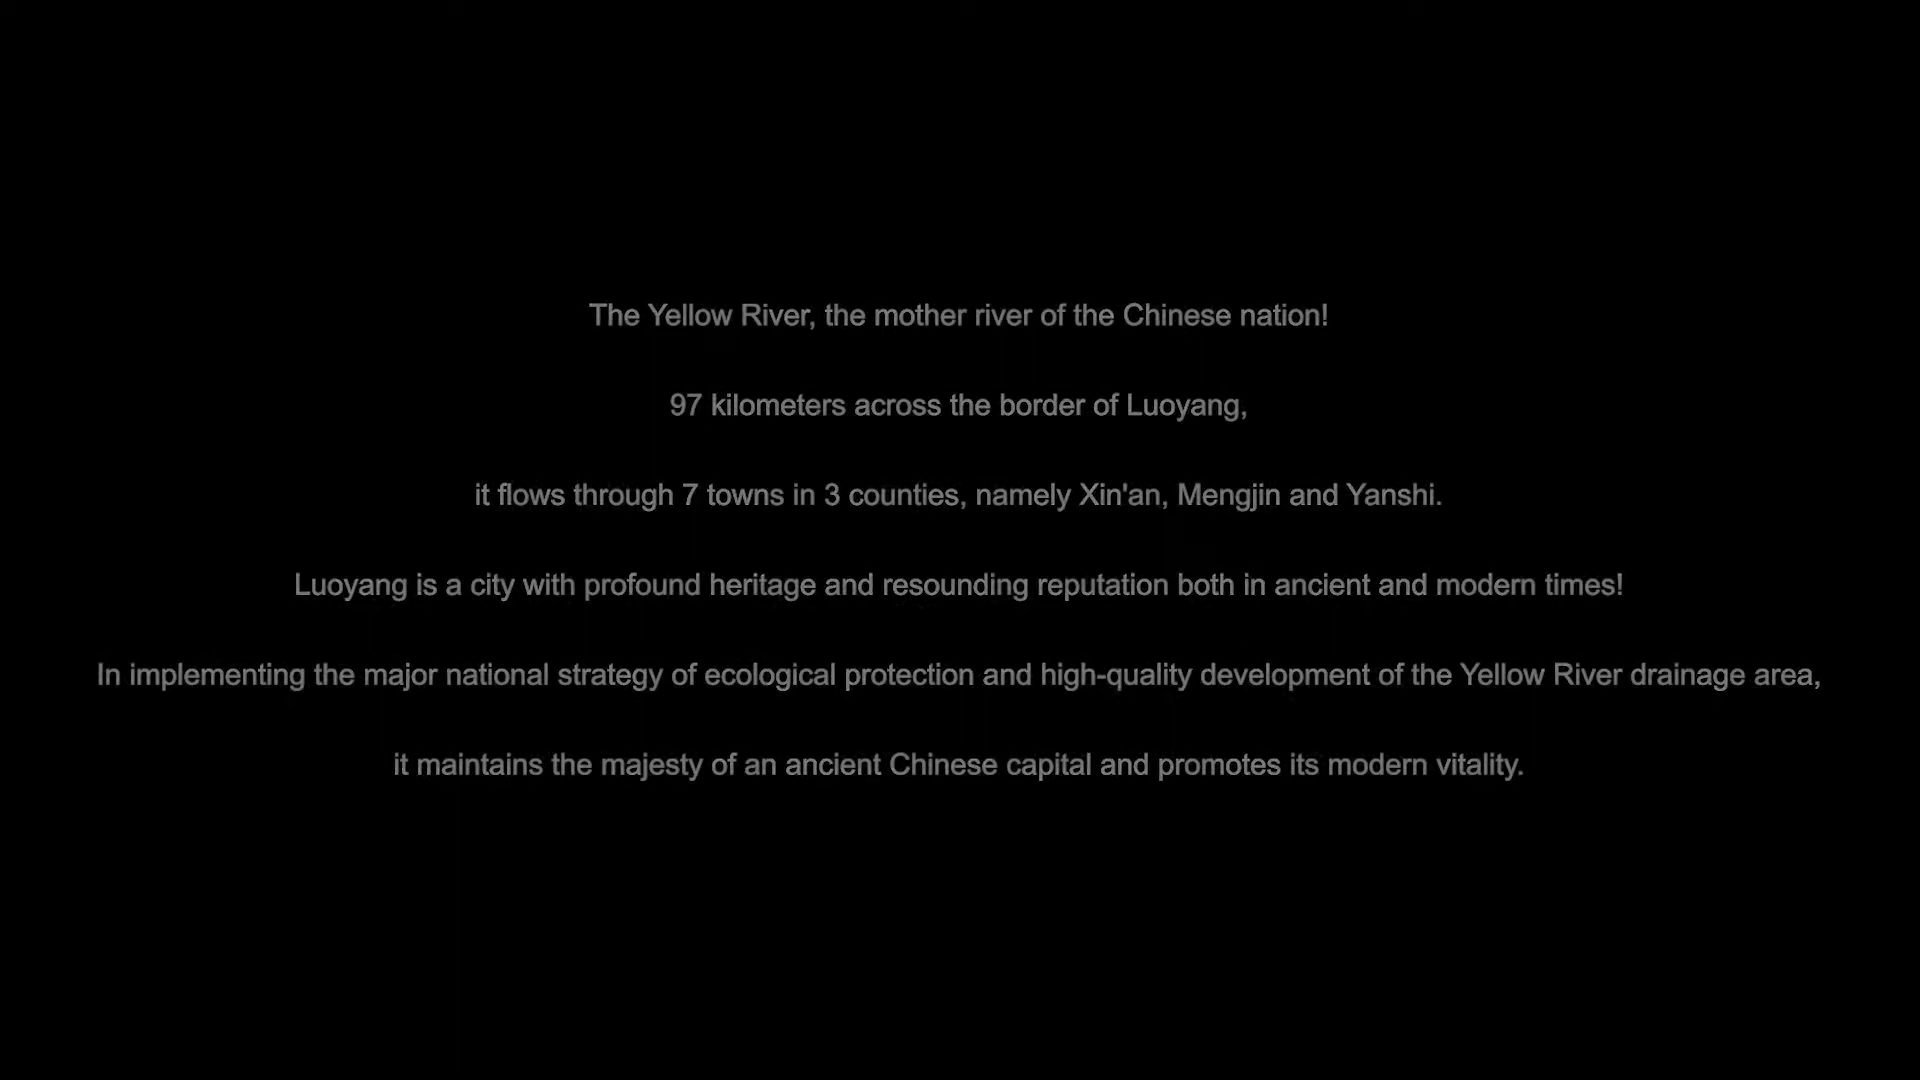 The Yellow River, the mother river of the Chinese nation!
97 kilometers across the border of Luoyang,
it flows through 7 towns in 3 counties, namely Xin'an, Mengjin and Yanshi.
Luoyang is a city with profound heritage and resounding reputation both in ancient and modern times!
In implementing the major national strategy of ecological protection and high-quality development of the Yellow River drainage area,
it maintains the majesty of an ancient Chinese capital and promotes its modern vitality.